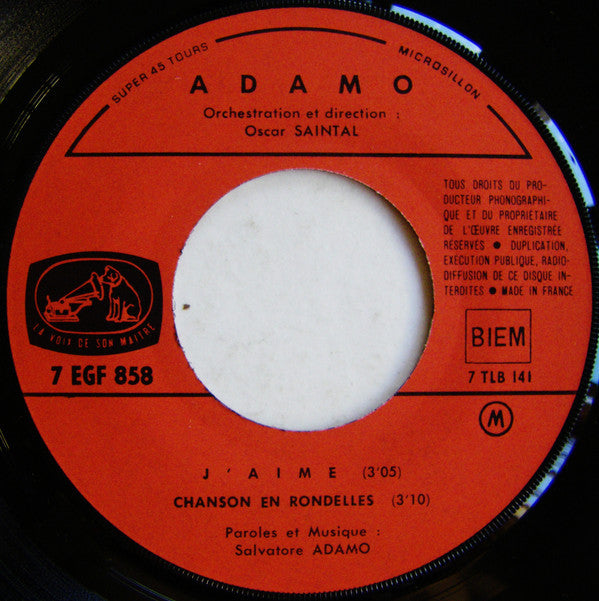 SUPER 45 TOURS
MICROSILLON
ADAMO
Orchestration et direction :
Oscar SAINTAL
TOUS DROITS DU PRO-
DUCTEUR PHONOGRAPHI-
QUE ET DU PROPRIÉTAIRE
DE L'ŒUVRE ENREGISTRÉE
RÉSERVÉS ● DUPLICATION,
EXÉCUTION PUBLIQUE, RADIO-
DIFFUSION DE CE DISQUE IN-
TERDITES ● MADE IN FRANCE
LA VOIX DE SON MAITRE
7 EGF 858
BIEM
7 TLB 141
M
J'AIME (3'05)
CHANSON EN RONDELLES (3'10)
Paroles et Musique :
Salvatore ADAMO